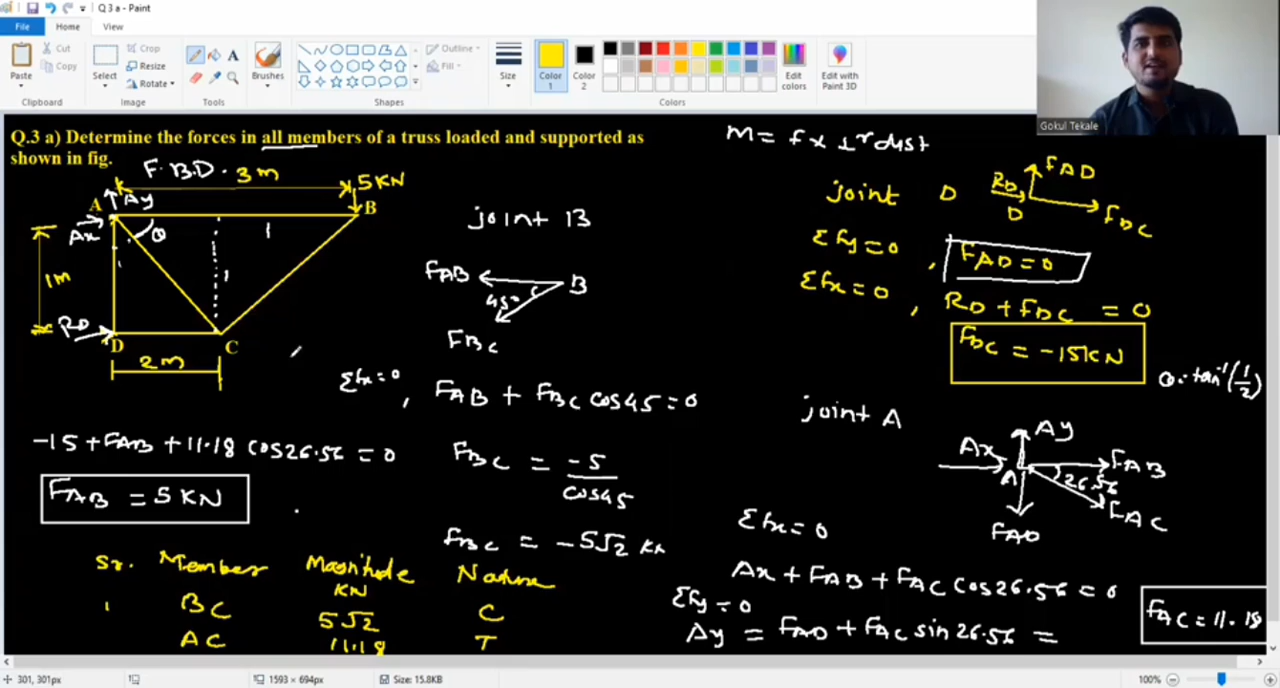 Q 3 a - Paint
File
Home
View
Paste
Cut
Copy
Clipboard
Select
Crop
Resize
Rotate
Image
Tools
Brushes
Shapes
Outline
Fill
Size
Color 1
Color 2
Edit colors
Colors
Edit with Paint 3D
Gokul Tekale
Q.3 a) Determine the forces in all members of a truss loaded and supported as
shown in fig.
F.B.D.
3m
5KN
A
Ay
B
Ax
θ
1
1
1m
RD
D
C
2m
joint B
FAB
B
45°
FBC
Σfx=0
, FAB + FBC cos45=0
FBC = -5/cos45
FBC = -5√2 KN
-15+FAB+11.18 cos26.56=0
FAB = 5 KN
Sr. Member Magnitude KN Nature
1 BC 5√2 C
AC 11.18 T
M= f x ⊥r dist
joint D
RD
D
FAD
FDC
Σfy=0 , FAD=0
Σfx=0 , RD+FDC = 0
FDC = -15KN
θ=tan⁻¹(1/2)
joint A
Ay
Ax
A
FAB
26.56
FAC
FAD
Σfx=0
Ax+FAB+FAC cos26.56=0
Σfy=0
Ay = FAD+FAC sin26.56 =
FAC=11.18
301, 301px
1593 × 694px
Size: 15.8KB
100%